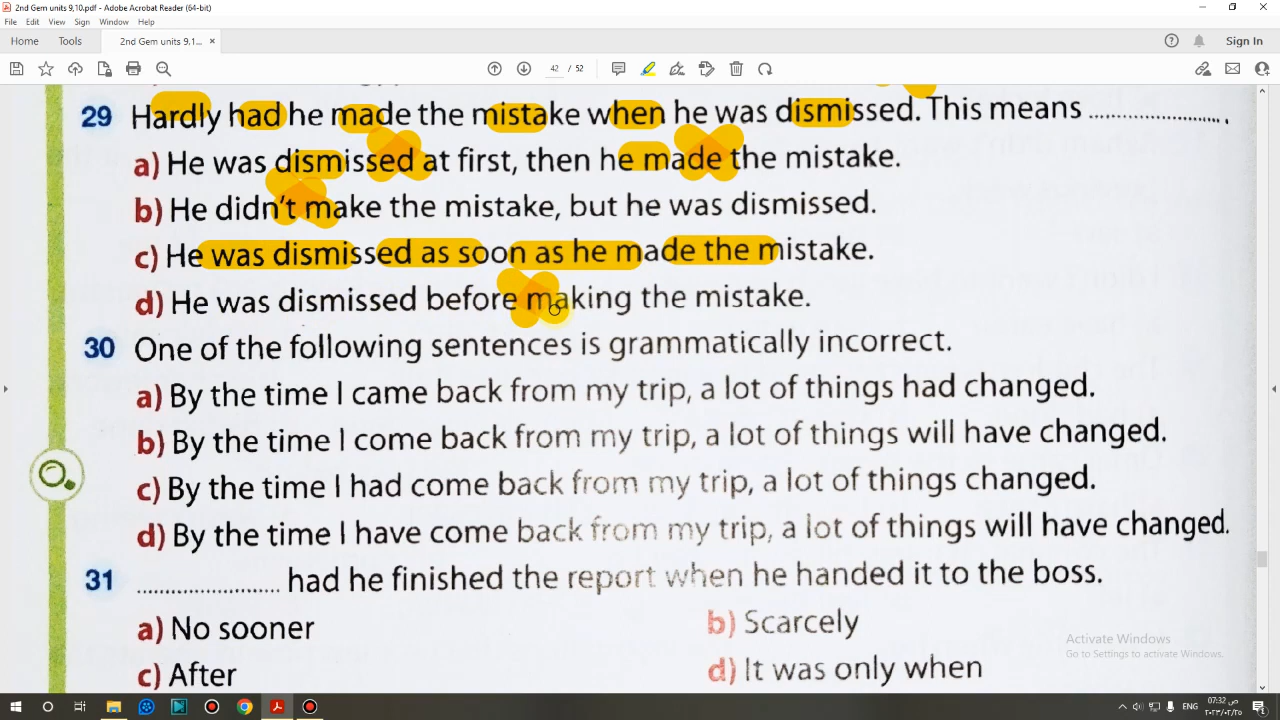 2nd Gem units 9,10.pdf - Adobe Acrobat Reader (64-bit)
File Edit View Sign Window Help
Home Tools 2nd Gem units 9,1... × Sign In
42 / 52
29 Hardly had he made the mistake when he was dismissed. This means ..............................
a) He was dismissed at first, then he made the mistake.
b) He didn't make the mistake, but he was dismissed.
c) He was dismissed as soon as he made the mistake.
d) He was dismissed before making the mistake.
30 One of the following sentences is grammatically incorrect.
a) By the time I came back from my trip, a lot of things had changed.
b) By the time I come back from my trip, a lot of things will have changed.
c) By the time I had come back from my trip, a lot of things changed.
d) By the time I have come back from my trip, a lot of things will have changed.
31 .............................. had he finished the report when he handed it to the boss.
a) No sooner b) Scarcely
c) After d) It was only when
Activate Windows
Go to Settings to activate Windows.
ENG 07:32 ص
٢٠٢٣/٠٢/٢٥